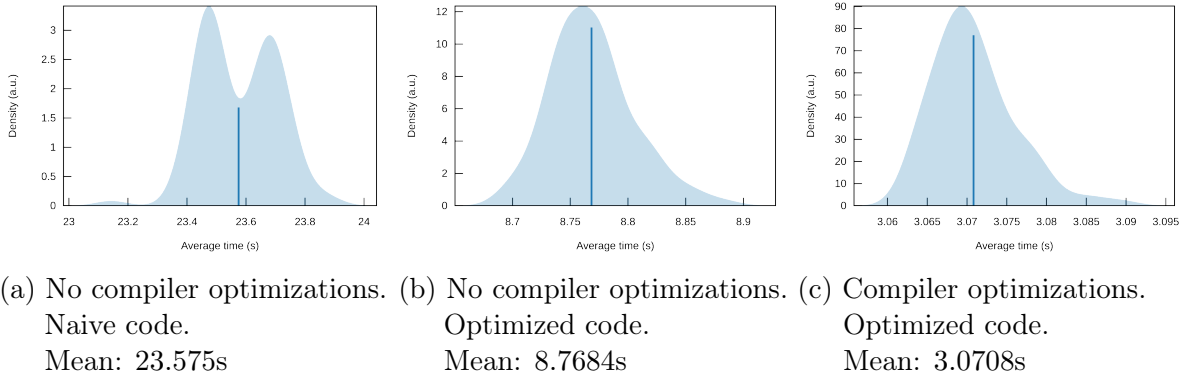 Density (a.u.)
3
2.5
2
1.5
1
0.5
0
23 23.2 23.4 23.6 23.8 24
Average time (s)
Density (a.u.)
12
10
8
6
4
2
0
8.7 8.75 8.8 8.85 8.9
Average time (s)
Density (a.u.)
90
80
70
60
50
40
30
20
10
0
3.06 3.065 3.07 3.075 3.08 3.085 3.09 3.095
Average time (s)
(a) No compiler optimizations.
Naive code.
Mean: 23.575s
(b) No compiler optimizations.
Optimized code.
Mean: 8.7684s
(c) Compiler optimizations.
Optimized code.
Mean: 3.0708s